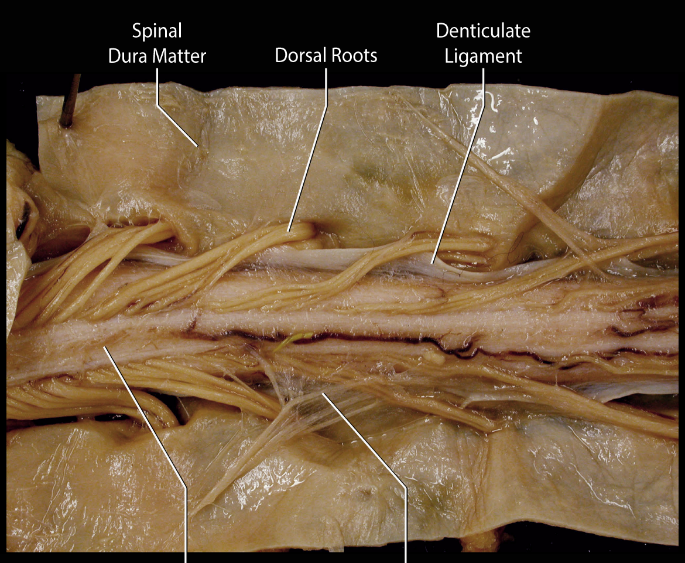 Spinal
Dura Matter
Dorsal Roots
Denticulate
Ligament